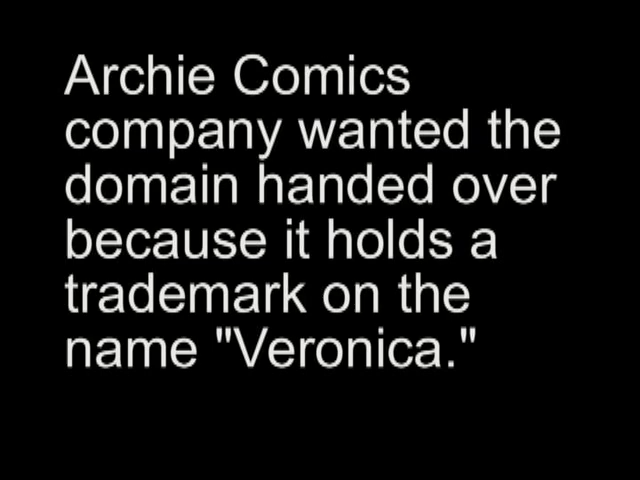 Archie Comics
company wanted the
domain handed over
because it holds a
trademark on the
name "Veronica."